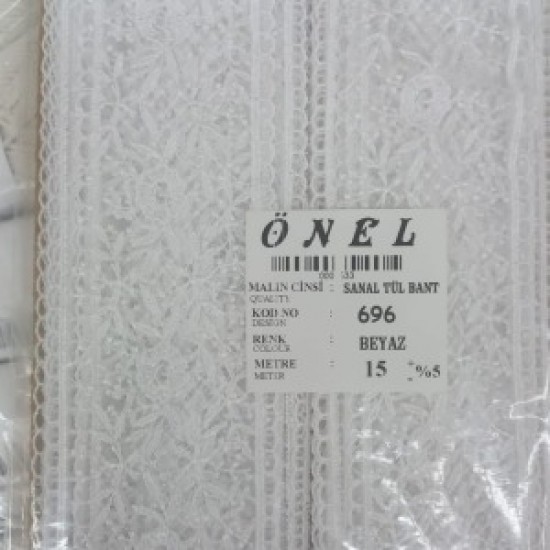 ÖNEL
MALIN CİNSİ : SANAL TÜL BANT
QUALITY
KOD NO : 696
DESIGN
RENK : BEYAZ
COLOUR
METRE : 15 + - %5
METER